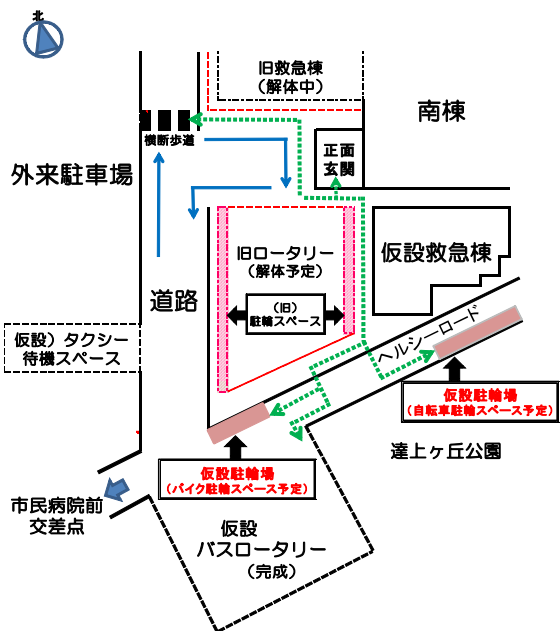 北
旧救急棟
（解体中）
南棟
横断歩道
正面
玄関
外来駐車場
仮設救急棟
旧ロータリー
（解体予定）
道路
（旧）
駐輪スペース
ヘルシーロード
仮設）タクシー
待機スペース
仮設駐輪場
（自転車駐輪スペース予定）
達上ヶ丘公園
仮設駐輪場
（バイク駐輪スペース予定）
市民病院前
交差点
仮設
バスロータリー
（完成）